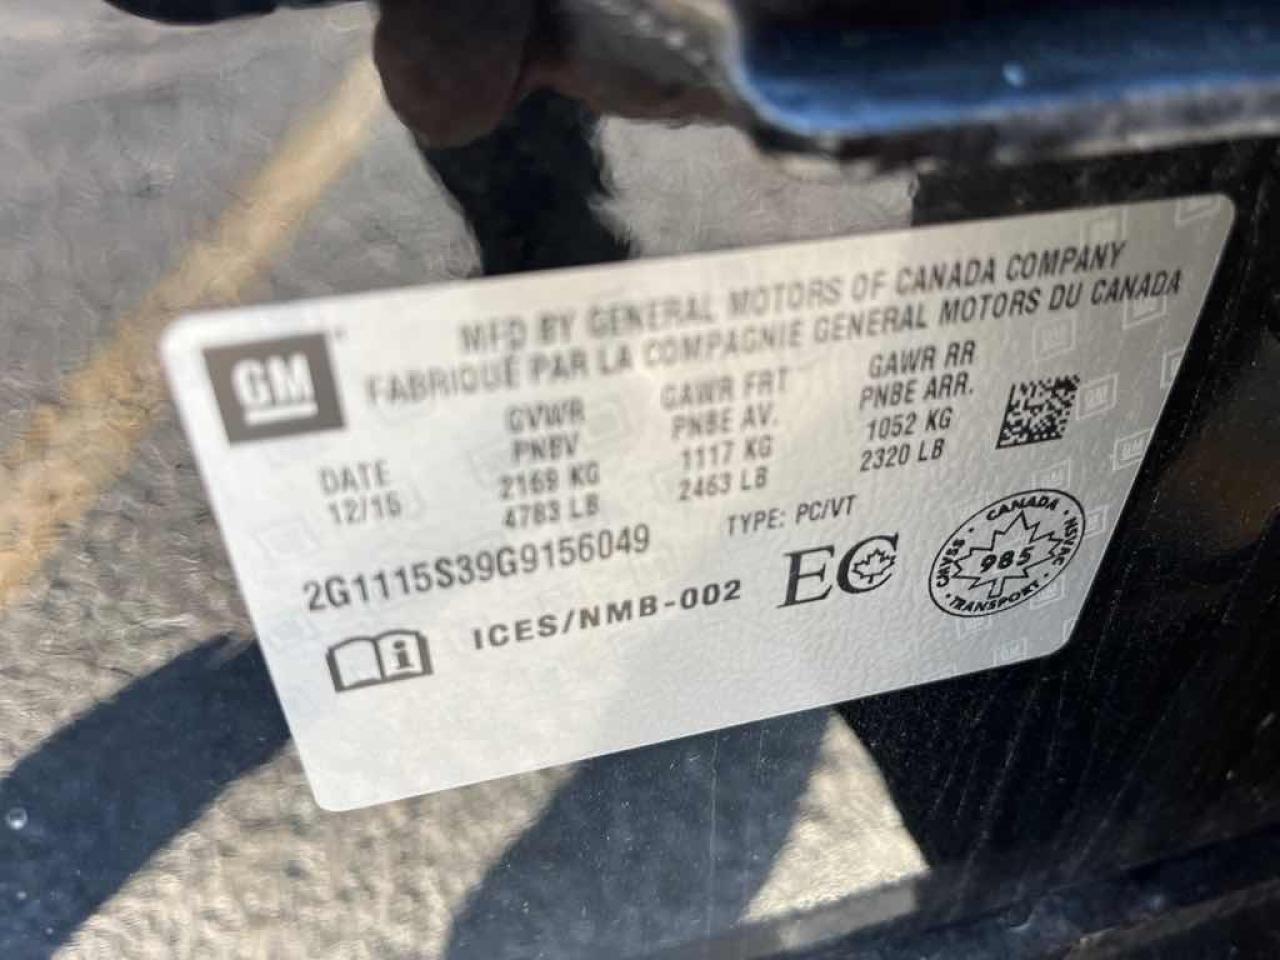 MFD BY GENERAL MOTORS OF CANADA COMPANY
FABRIQUÉ PAR LA COMPAGNIE GENERAL MOTORS DU CANADA
GM
DATE
12/15
GVWR
PNBV
2169 KG
4783 LB
GAWR FRT
PNBE AV.
1117 KG
2463 LB
GAWR RR
PNBE ARR.
1052 KG
2320 LB
2G1115S39G9156049
TYPE: PC/VT
ICES/NMB-002
EC
CANADA
NSVAC
CMVSS
985
TRANSPORT